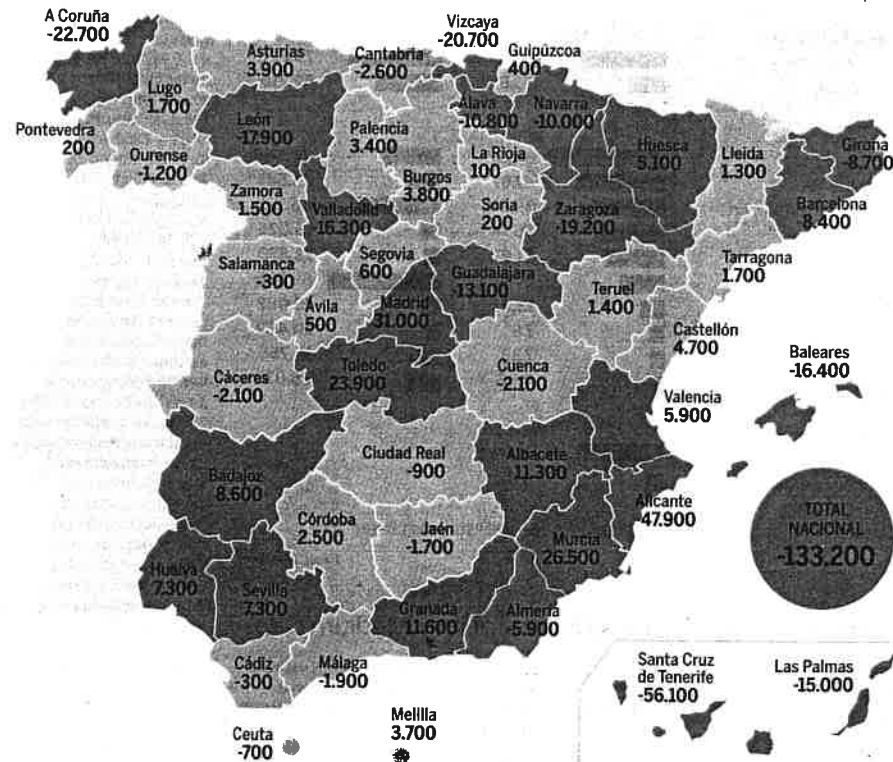 A Coruña
-22.700
Lugo
1.700
Pontevedra
200
Ourense
-1.200
Asturias
3.900
Cantabria
-2.600
Vizcaya
-20.700
Guipúzcoa
400
Álava
-10.800
Navarra
-10.000
León
-17.900
Palencia
3.400
Burgos
3.800
La Rioja
100
Huesca
5.100
Lleida
1.300
Girona
-8.700
Barcelona
-8.400
Zamora
1.500
Valladolid
-16.300
Soria
200
Zaragoza
-19.200
Tarragona
1.700
Salamanca
-300
Segovia
600
Ávila
500
Madrid
31.000
Guadalajara
-13.100
Teruel
1.400
Castellón
4.700
Cáceres
-2.100
Toledo
23.900
Cuenca
-2.100
Valencia
5.900
Baleares
-16.400
Badajoz
8.600
Ciudad Real
-900
Albacete
-11.300
Alicante
-47.900
Córdoba
2.500
Jaén
-1.700
Murcia
26.500
Huelva
7.300
Sevilla
7.300
Granada
11.600
Almería
-5.900
Cádiz
-300
Málaga
-1.900
Ceuta
-700
Melilla
3.700
TOTAL
NACIONAL
-133.200
Santa Cruz
de Tenerife
-56.100
Las Palmas
-15.000